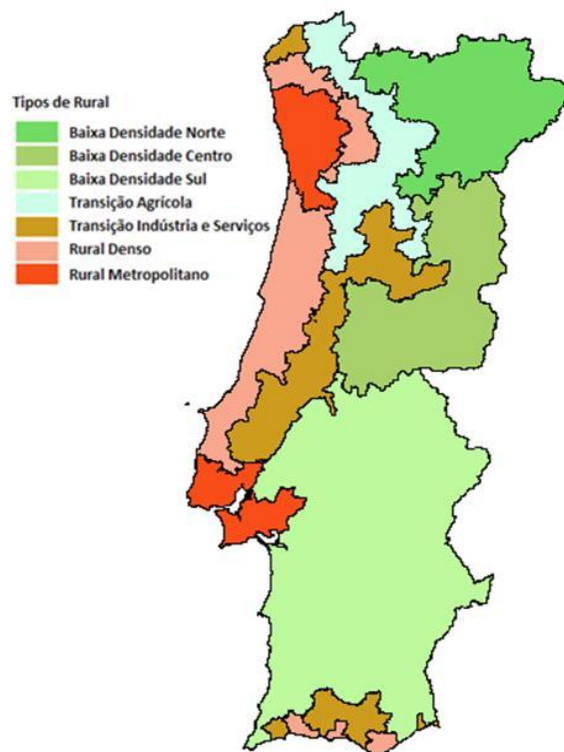 Tipos de Rural
Baixa Densidade Norte
Baixa Densidade Centro
Baixa Densidade Sul
Transição Agrícola
Transição Indústria e Serviços
Rural Denso
Rural Metropolitano